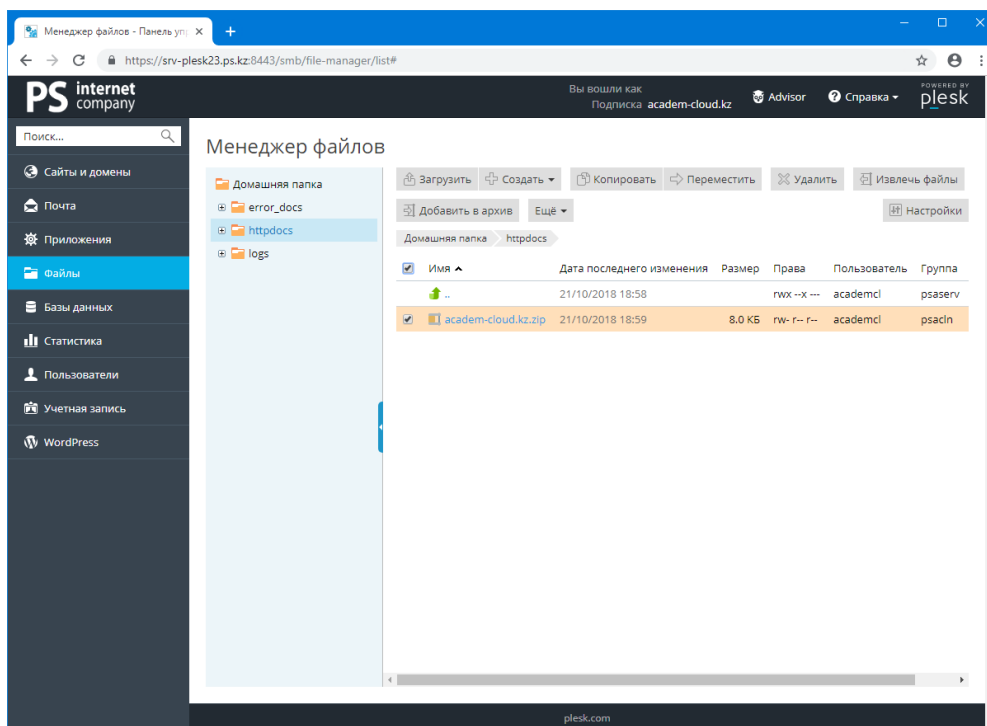 Менеджер файлов - Панель упр
https://srv-plesk23.ps.kz:8443/smb/file-manager/list#
PS internet company
Вы вошли как
Подписка academ-cloud.kz
Advisor
Справка
POWERED BY
plesk
Поиск...
Сайты и домены
Почта
Приложения
Файлы
Базы данных
Статистика
Пользователи
Учетная запись
WordPress
Менеджер файлов
Домашняя папка
error_docs
httpdocs
logs
Загрузить Создать Копировать Переместить Удалить Извлечь файлы
Добавить в архив Ещё Настройки
Домашняя папка httpdocs
Имя Дата последнего изменения Размер Права Пользователь Группа
.. 21/10/2018 18:58 rwx --x --- academcl psaserv
academ-cloud.kz.zip 21/10/2018 18:59 8.0 КБ rw- r-- r-- academcl psacln
plesk.com